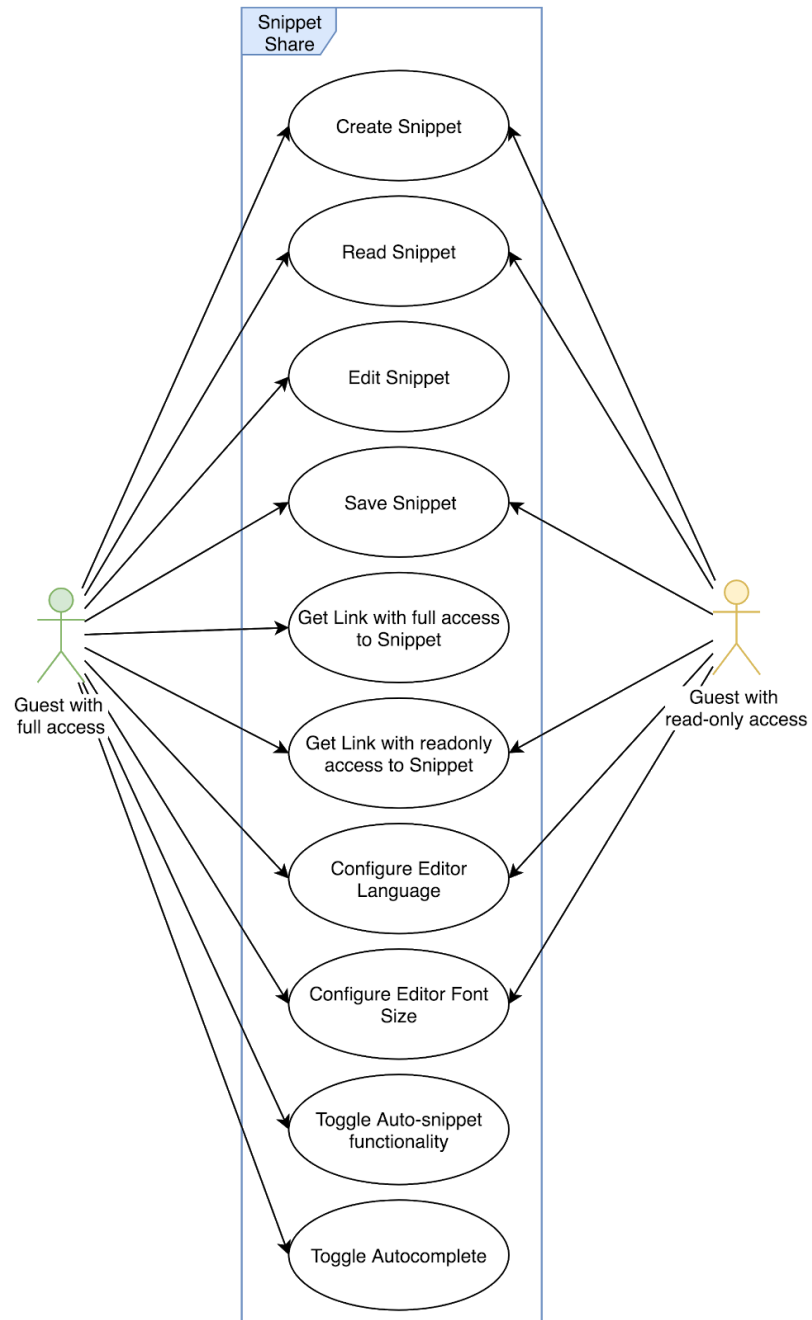 Snippet
Share
Create Snippet
Read Snippet
Edit Snippet
Save Snippet
Get Link with full access
to Snippet
Guest with
full access
Guest with
read-only access
Get Link with readonly
access to Snippet
Configure Editor
Language
Configure Editor Font
Size
Toggle Auto-snippet
functionality
Toggle Autocomplete